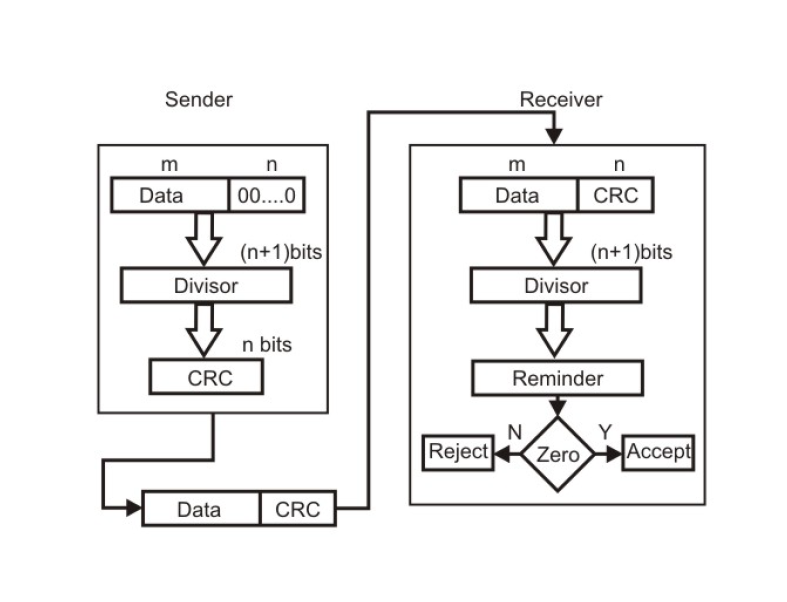 Sender
m n
Data 00....0
(n+1)bits
Divisor
n bits
CRC
Data CRC
Receiver
m n
Data CRC
(n+1)bits
Divisor
Reminder
N Y
Reject Zero Accept